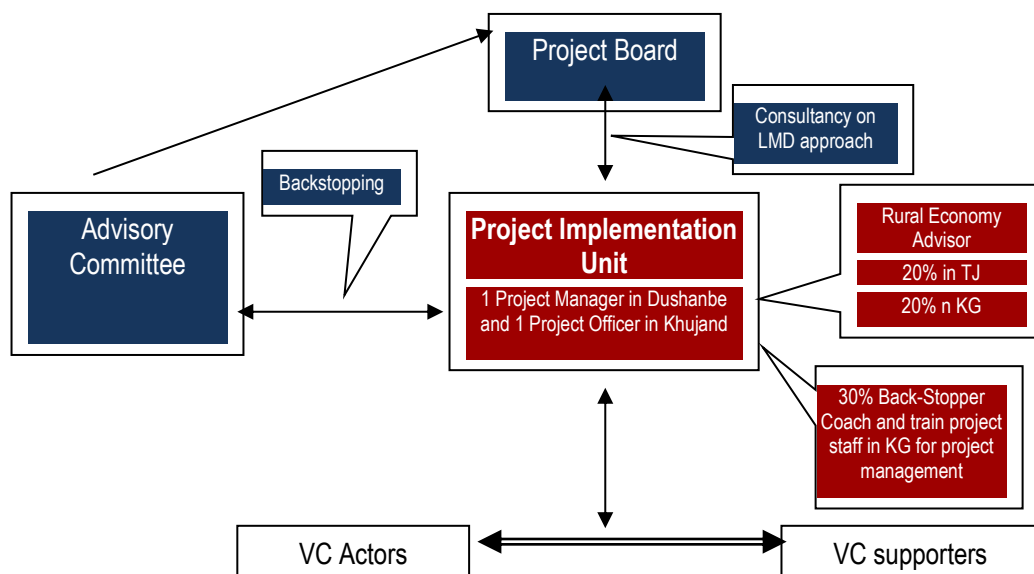 Project Board
Consultancy on
LMD approach
Backstopping
Advisory
Committee
Project Implementation
Unit
1 Project Manager in Dushanbe
and 1 Project Officer in Khujand
Rural Economy
Advisor
20% in TJ
20% n KG
30% Back-Stopper
Coach and train project
staff in KG for project
management
VC Actors
VC supporters